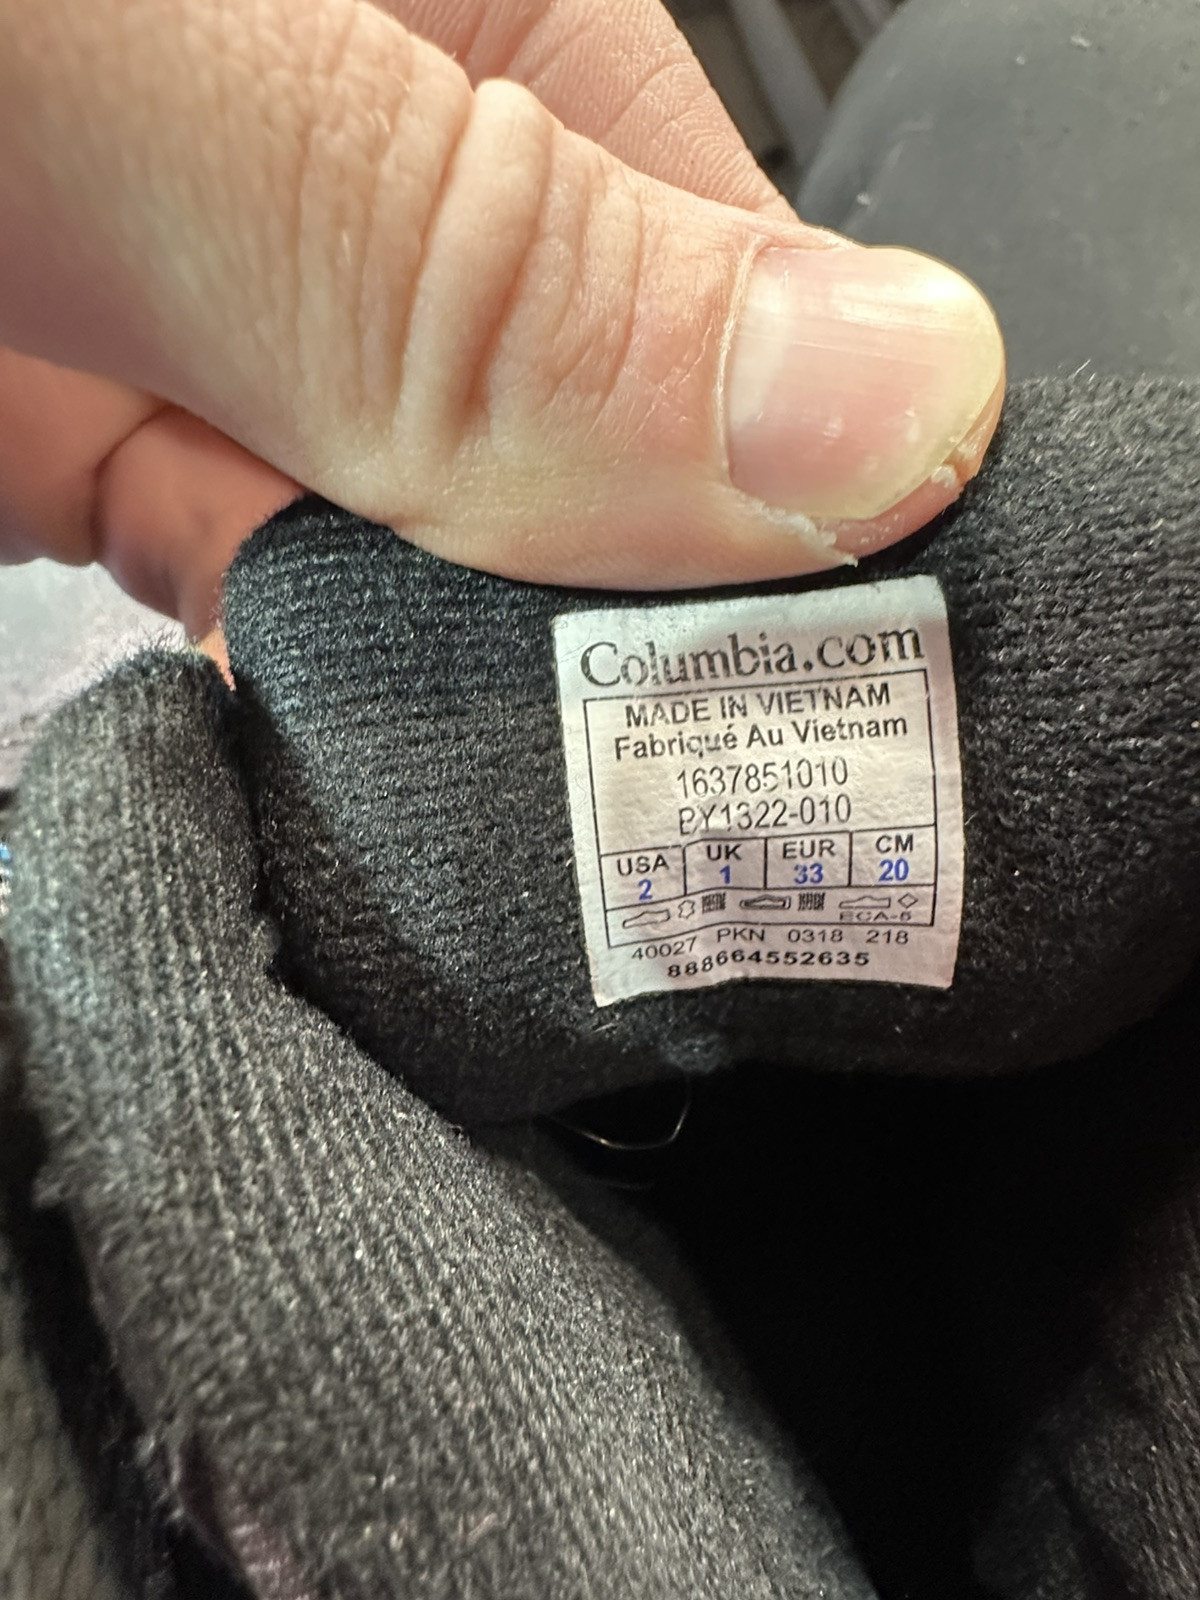 Columbia.com
MADE IN VIETNAM
Fabriqué Au Vietnam
1637851010
BY1322-010
USA UK EUR CM
2 1 33 20
ECA-5
40027 PKN 0318 218
888664552635